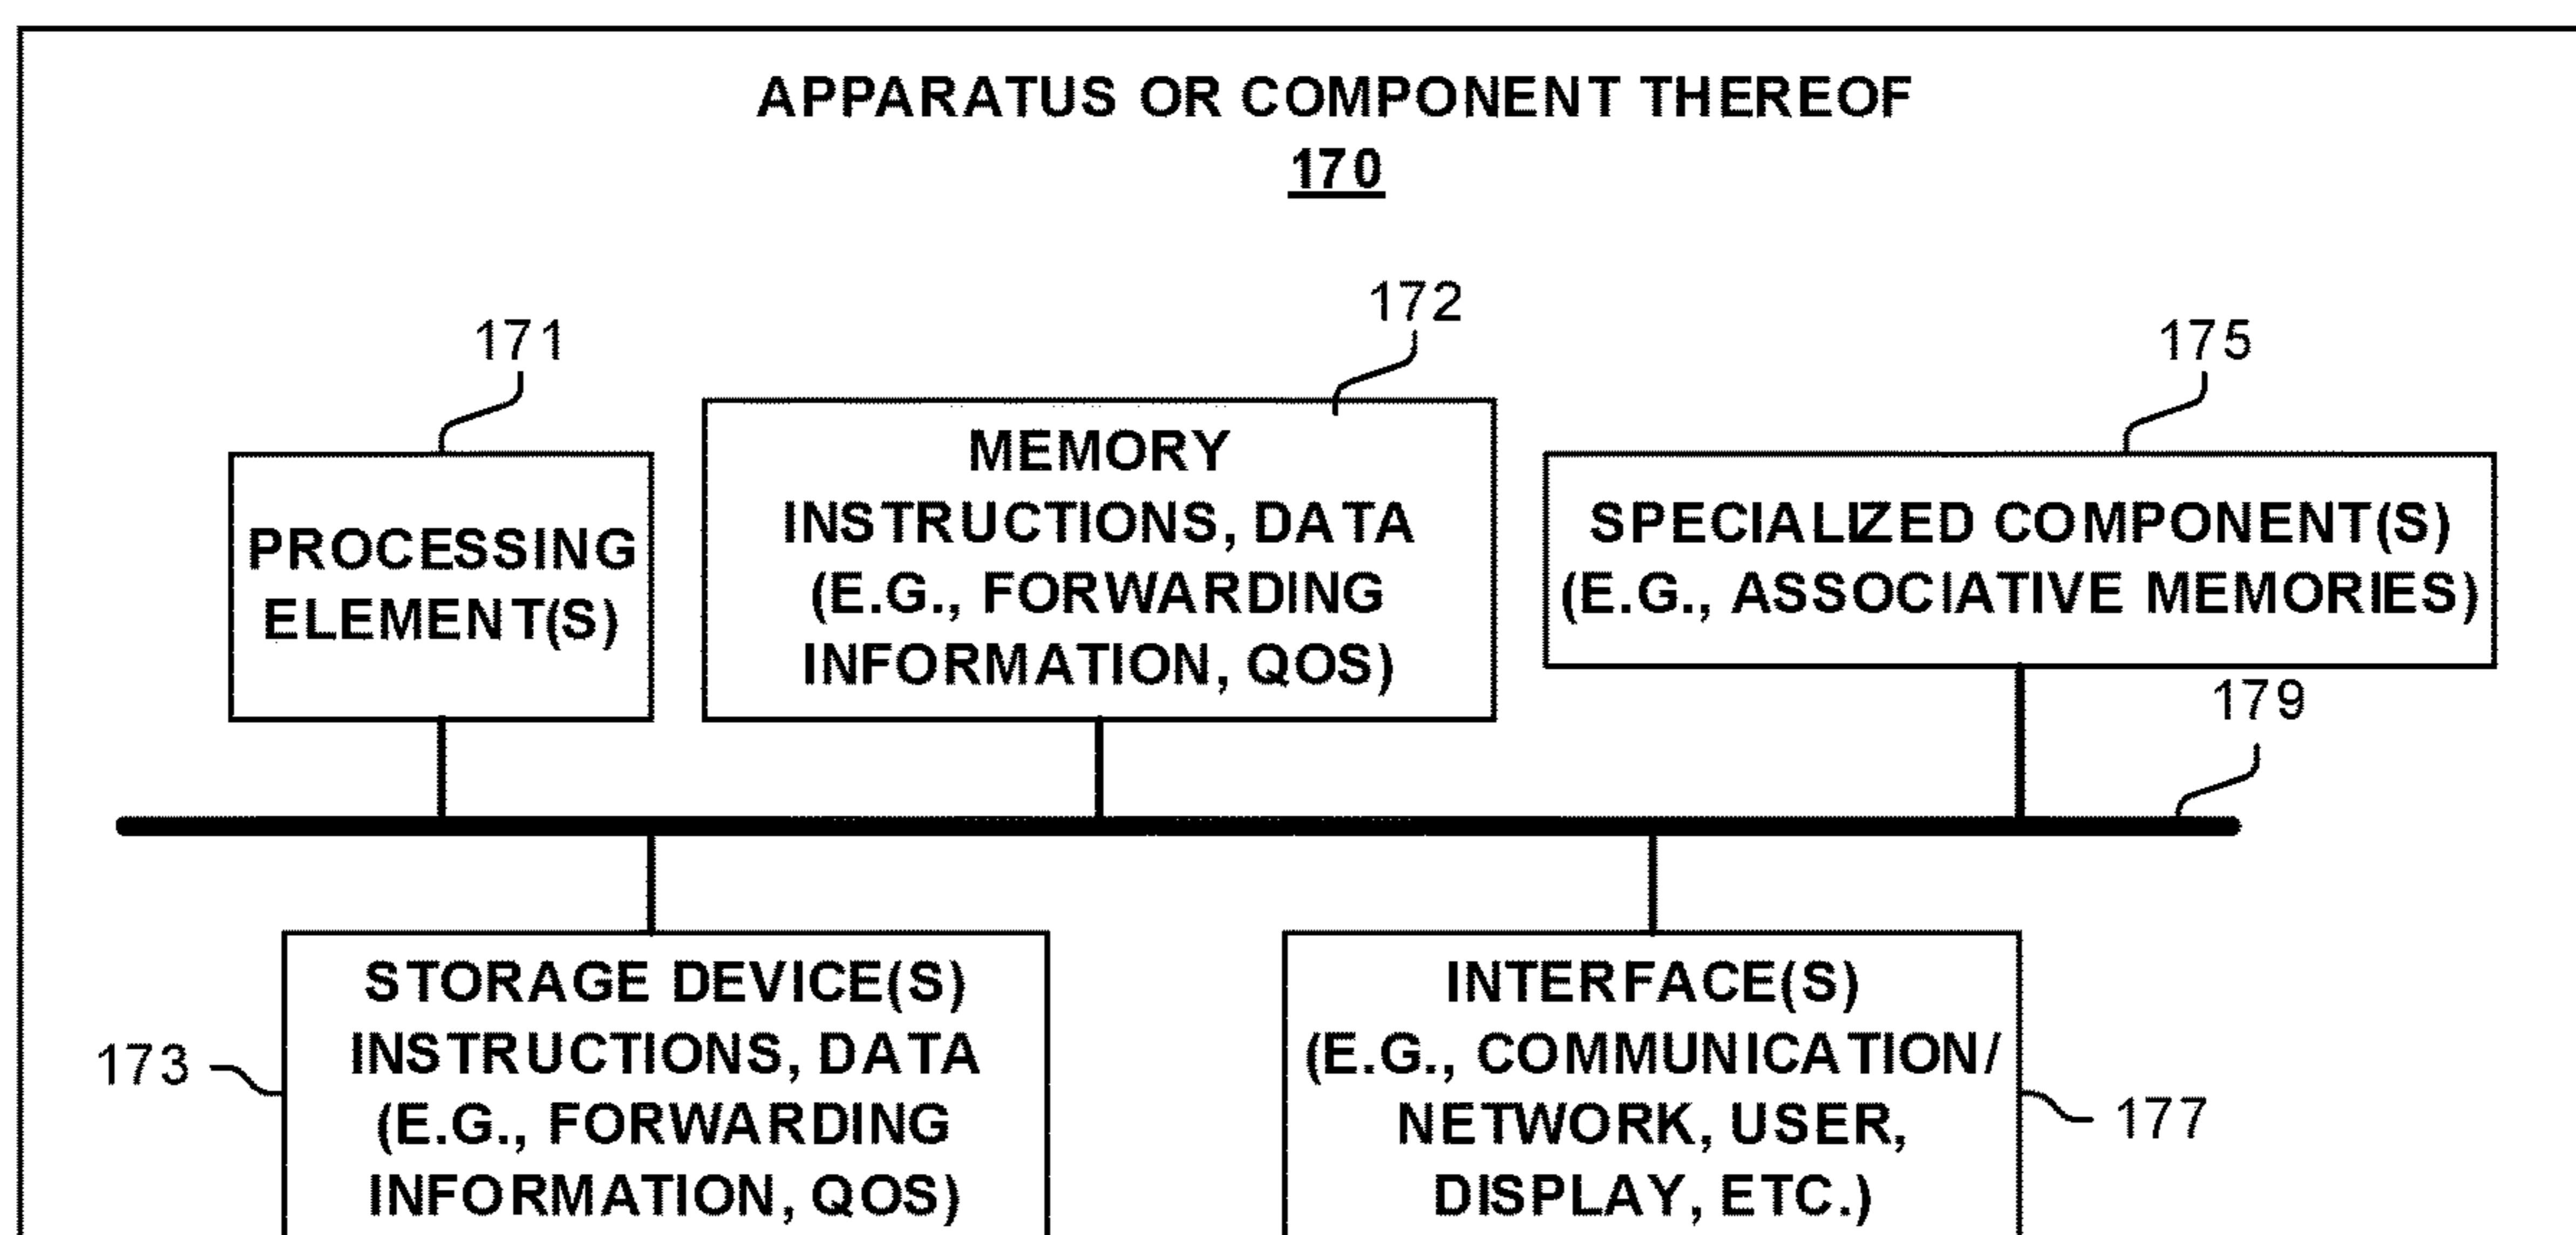 APPARATUS OR COMPONENT THEREOF
170
171
172
175
PROCESSING
ELEMENT(S)
MEMORY
INSTRUCTIONS, DATA
(E.G., FORWARDING
INFORMATION, QOS)
SPECIALIZED COMPONENT(S)
(E.G., ASSOCIATIVE MEMORIES)
179
173
STORAGE DEVICE(S)
INSTRUCTIONS, DATA
(E.G., FORWARDING
INFORMATION, QOS)
INTERFACE(S)
(E.G., COMMUNICATION/
NETWORK, USER,
DISPLAY, ETC.)
177